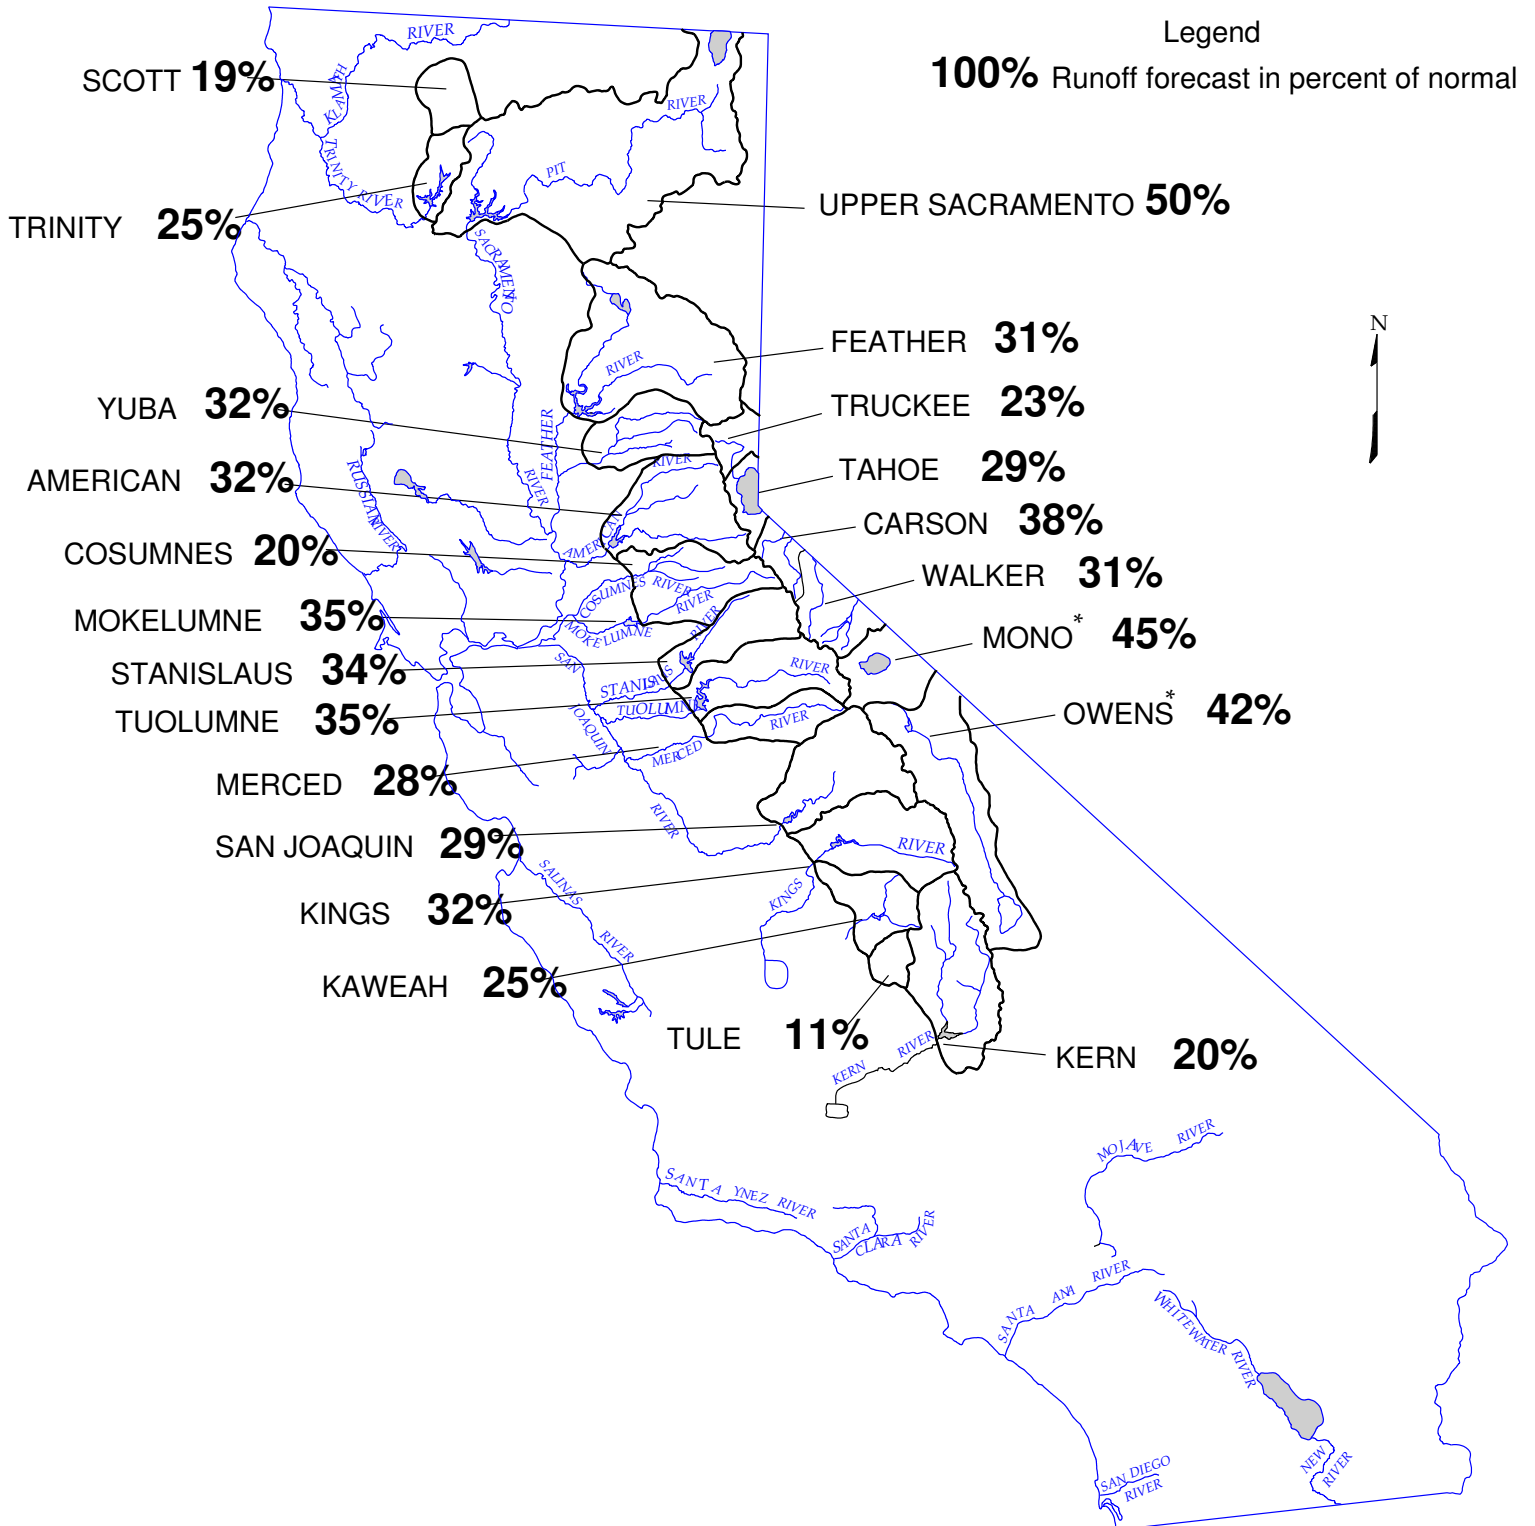 Legend
100% Runoff forecast in percent of normal
RIVER
KLAMATH
SCOTT 19%
RIVER
TRINITY RIVER
PIT
UPPER SACRAMENTO 50%
TRINITY 25%
SACRAMENTO
N
FEATHER 31%
RIVER
YUBA 32%
TRUCKEE 23%
FEATHER
RIVER
AMERICAN 32%
RIVER
TAHOE 29%
RUSSIAN RIVER
CARSON 38%
AMERICAN
COSUMNES 20%
WALKER 31%
COSUMNES RIVER
RIVER
MOKELUMNE 35%
MOKELUMNE
RIVER
MONO* 45%
STANISLAUS 34%
SAN
STANISLAUS
RIVER
TUOLUMNE 35%
TUOLUMNE
JOAQUIN
RIVER
OWENS* 42%
MERCED
MERCED 28%
RIVER
SAN JOAQUIN 29%
RIVER
SALINAS
KINGS
KINGS 32%
RIVER
KAWEAH 25%
TULE 11%
RIVER
KERN
KERN 20%
MOJAVE RIVER
SANTA YNEZ RIVER
SANTA
CLARA
RIVER
SANTA ANA RIVER
WHITEWATER RIVER
NEW
RIVER
SAN DIEGO
RIVER